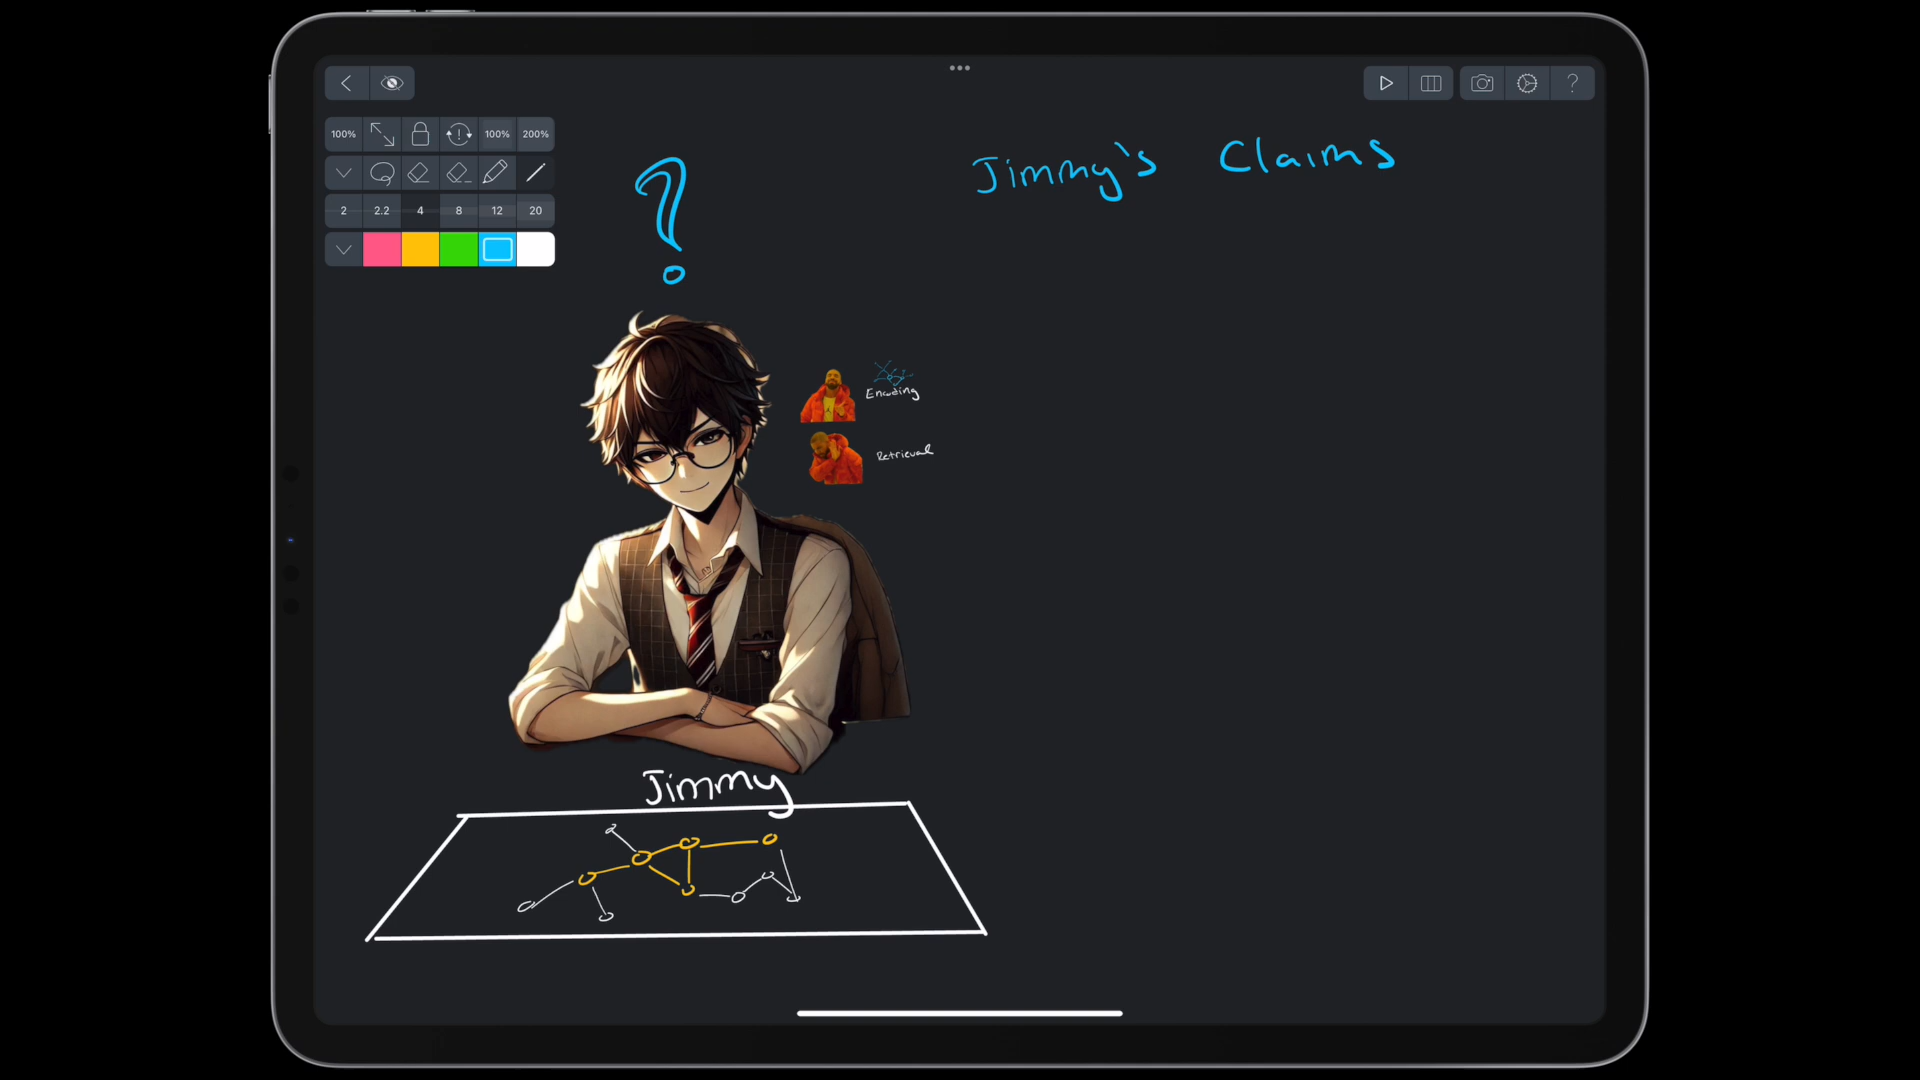 ?
100% 100% 200%
2 2.2 4 8 12 20
?
Jimmy's Claims
Encoding
Retrieval
Jimmy